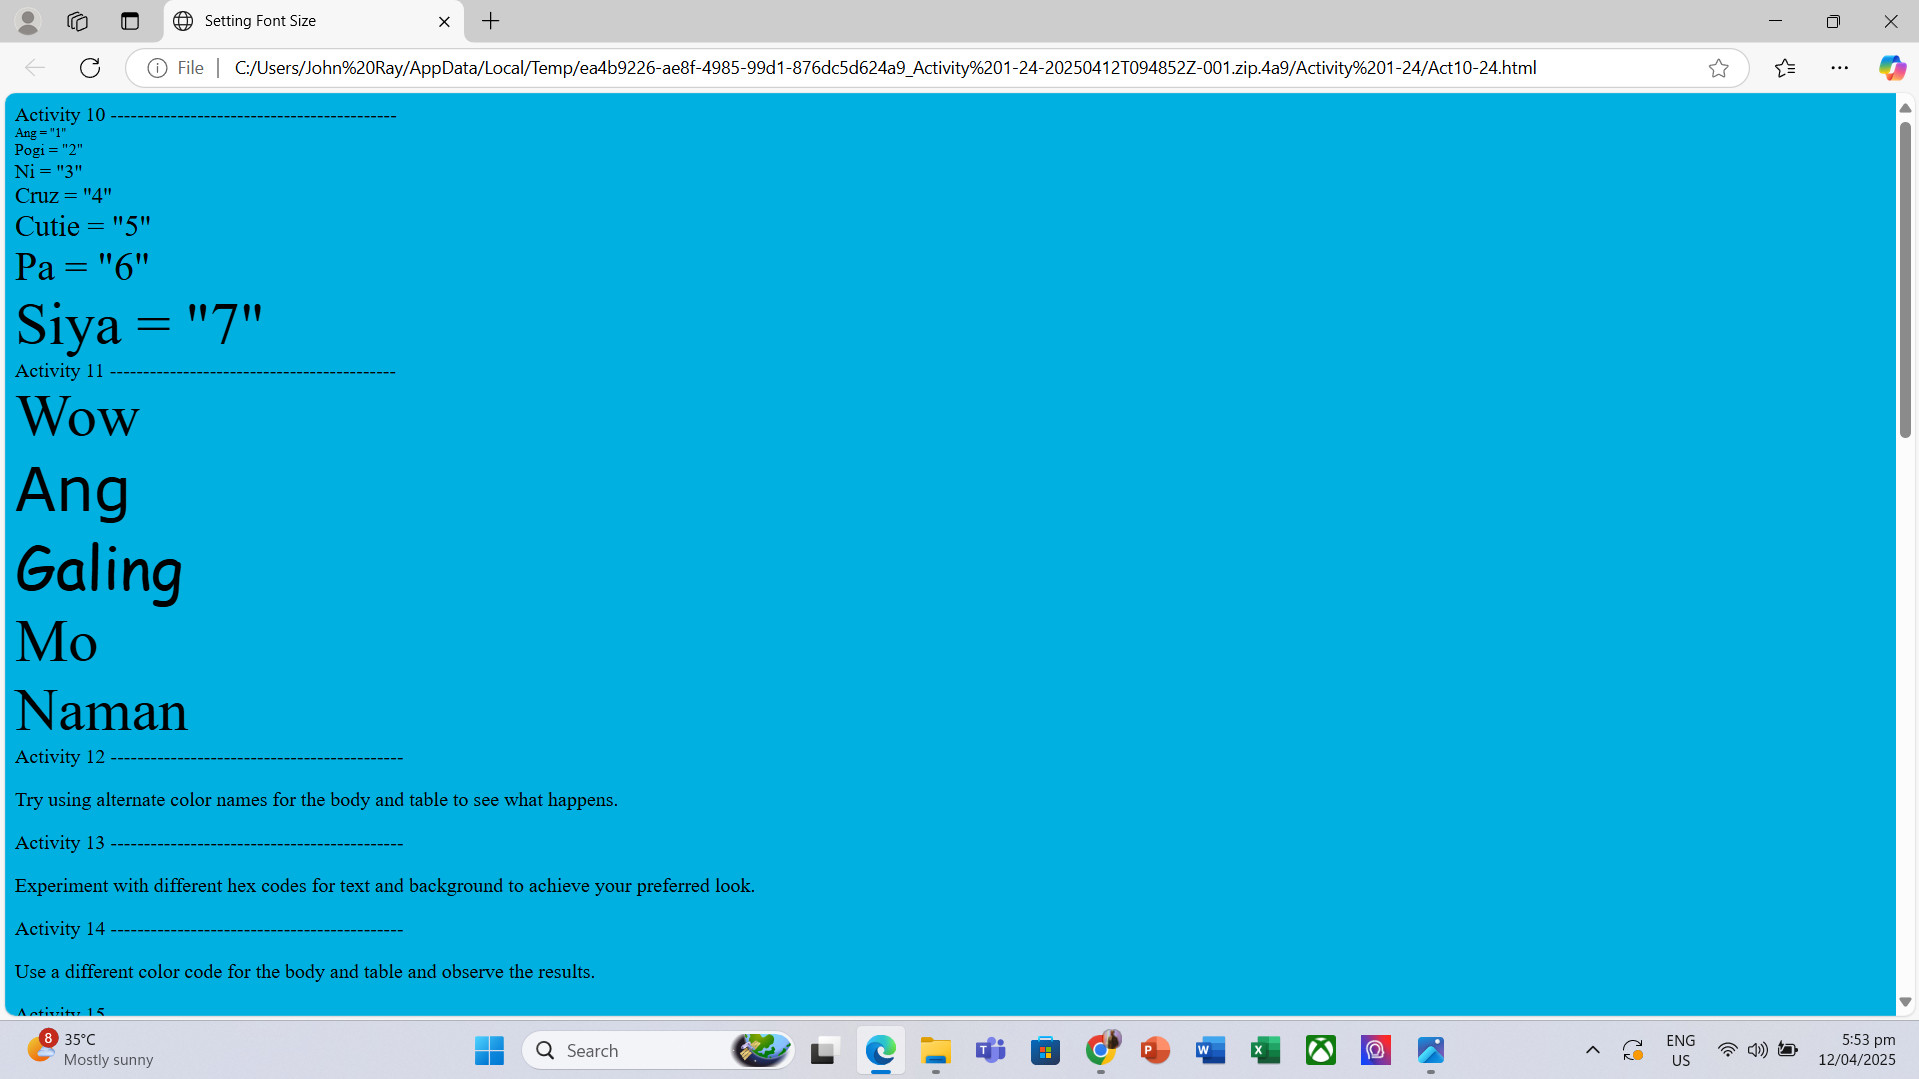 Setting Font Size
File
C:/Users/John%20Ray/AppData/Local/Temp/ea4b9226-ae8f-4985-99d1-876dc5d624a9_Activity%201-24-20250412T094852Z-001.zip.4a9/Activity%201-24/Act10-24.html
Activity 10 -------------------------------------------
Ang = "1"
Pogi = "2"
Ni = "3"
Cruz = "4"
Cutie = "5"
Pa = "6"
Siya = "7"
Activity 11 -------------------------------------------
Wow
Ang
Galing
Mo
Naman
Activity 12 --------------------------------------------
Try using alternate color names for the body and table to see what happens.
Activity 13 --------------------------------------------
Experiment with different hex codes for text and background to achieve your preferred look.
Activity 14 --------------------------------------------
Use a different color code for the body and table and observe the results.
Activity 15
8
35°C
Mostly sunny
Search
ENG
US
5:53 pm
12/04/2025